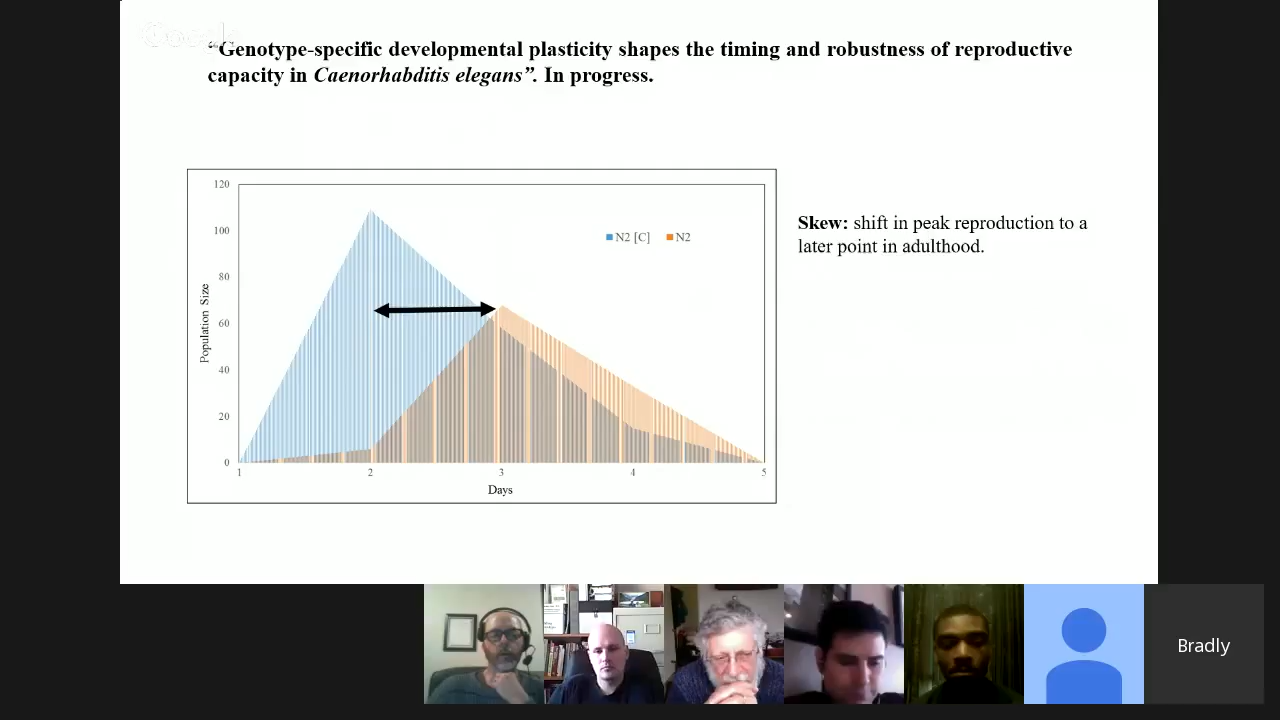 Google
“Genotype-specific developmental plasticity shapes the timing and robustness of reproductive
capacity in Caenorhabditis elegans”. In progress.
120
100
80
60
40
20
0
Population Size
N2 [C] N2
1 2 3 4 5
Days
Skew: shift in peak reproduction to a
later point in adulthood.
Bradly